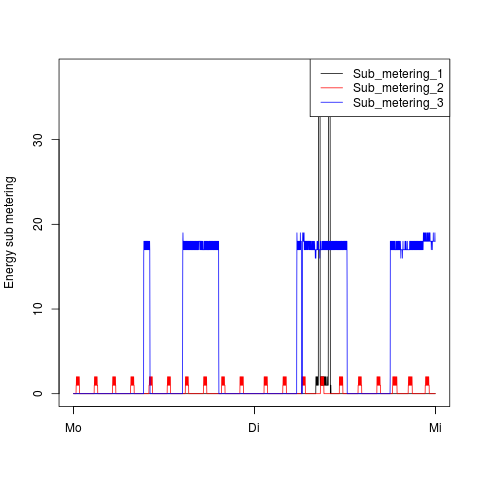 Sub_metering_1
Sub_metering_2
Sub_metering_3
Energy sub metering
30
20
10
0
Mo Di Mi